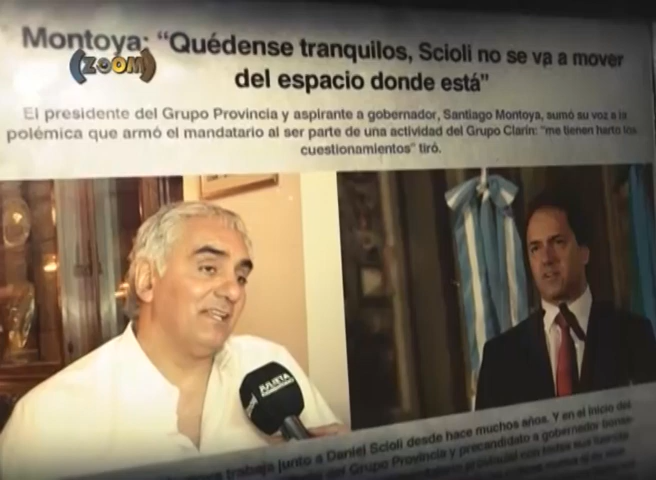 Montoya: “Quédense tranquilos, Scioli no se va a mover
(ZOOM)
del espacio donde está”
El presidente del Grupo Provincia y aspirante a gobernador, Santiago Montoya, sumó su voz a la
polémica que armó el mandatario al ser parte de una actividad del Grupo Clarín: “me tienen harto los
cuestionamientos” tiró.
JUNTA
trabaja junto a Daniel Scioli desde hace muchos años. Y en el inicio del
del Grupo Provincia y precandidato a gobernador